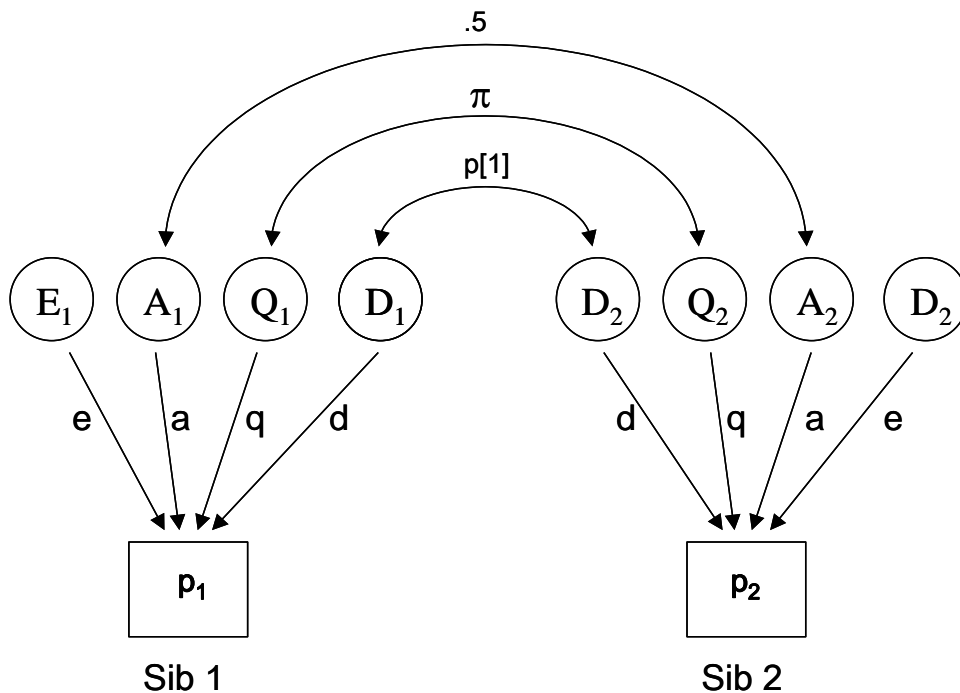 .5
π
p[1]
E₁ A₁ Q₁ D₁ D₂ Q₂ A₂ D₂
e a q d d q a e
p₁ p₂
Sib 1 Sib 2